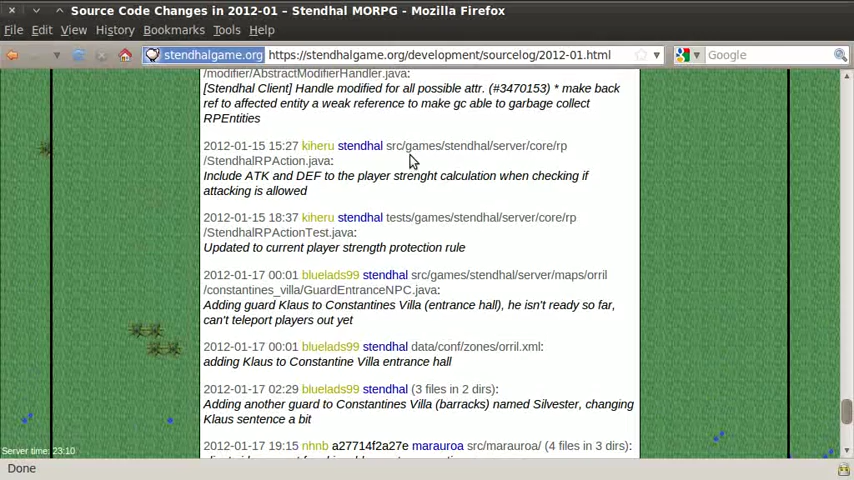 Source Code Changes in 2012-01 – Stendhal MORPG - Mozilla Firefox
File Edit View History Bookmarks Tools Help
stendhalgame.org https://stendhalgame.org/development/sourcelog/2012-01.html Google
/modifier/AbstractModifierHandler.java:
[Stendhal Client] Handle modified for all possible attr. (#3470153) * make back
ref to affected entity a weak reference to make gc able to garbage collect
RPEntities
2012-01-15 15:27 kiheru stendhal src/games/stendhal/server/core/rp
/StendhalRPAction.java:
Include ATK and DEF to the player strenght calculation when checking if
attacking is allowed
2012-01-15 18:37 kiheru stendhal tests/games/stendhal/server/core/rp
/StendhalRPActionTest.java:
Updated to current player strength protection rule
2012-01-17 00:01 bluelads99 stendhal src/games/stendhal/server/maps/orril
/constantines_villa/GuardEntranceNPC.java:
Adding guard Klaus to Constantines Villa (entrance hall), he isn't ready so far,
can't teleport players out yet
2012-01-17 00:01 bluelads99 stendhal data/conf/zones/orril.xml:
adding Klaus to Constantine Villa entrance hall
2012-01-17 02:29 bluelads99 stendhal (3 files in 2 dirs):
Adding another guard to Constantines Villa (barracks) named Silvester, changing
Klaus sentence a bit
2012-01-17 19:15 nhnb a27714f2a27e marauroa src/marauroa/ (4 files in 3 dirs):
Server time: 23:10
Done